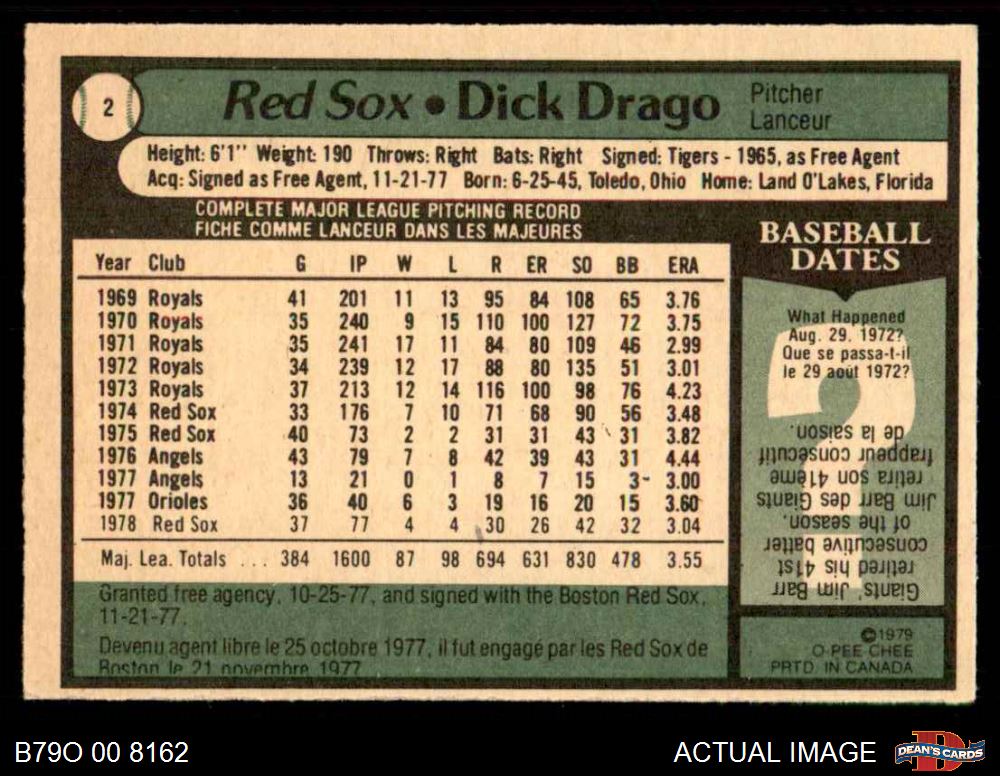 2
Red Sox • Dick Drago
Pitcher
Lanceur
Height: 6'1'' Weight: 190 Throws: Right Bats: Right Signed: Tigers - 1965, as Free Agent
Acq: Signed as Free Agent, 11-21-77 Born: 6-25-45, Toledo, Ohio Home: Land O'Lakes, Florida
COMPLETE MAJOR LEAGUE PITCHING RECORD
FICHE COMME LANCEUR DANS LES MAJEURES
Year Club G IP W L R ER SO BB ERA
1969 Royals 41 201 11 13 95 84 108 65 3.76
1970 Royals 35 240 9 15 110 100 127 72 3.75
1971 Royals 35 241 17 11 84 80 109 46 2.99
1972 Royals 34 239 12 17 88 80 135 51 3.01
1973 Royals 37 213 12 14 116 100 98 76 4.23
1974 Red Sox 33 176 7 10 71 68 90 56 3.48
1975 Red Sox 40 73 2 2 31 31 43 31 3.82
1976 Angels 43 79 7 8 42 39 43 31 4.44
1977 Angels 13 21 0 1 8 7 15 3- 3.00
1977 Orioles 36 40 6 3 19 16 20 15 3.60
1978 Red Sox 37 77 4 4 30 26 42 32 3.04
Maj. Lea. Totals ... 384 1600 87 98 694 631 830 478 3.55
Granted free agency, 10-25-77, and signed with the Boston Red Sox,
11-21-77.
Devenu agent libre le 25 octobre 1977, il fut engagé par les Red Sox de
Boston le 21 novembre 1977
BASEBALL
DATES
What Happened
Aug. 29, 1972?
Que se passa-t-il
le 29 août 1972?
Giants' Jim Barr
retired his 41st
consecutive batter
of the season.
Jim Barr des Giants
retira son 41ème
frappeur consécutif
de la saison.
©1979
O-PEE-CHEE
PRTD. IN CANADA
B79O 00 8162
ACTUAL IMAGE
DEAN'S CARDS